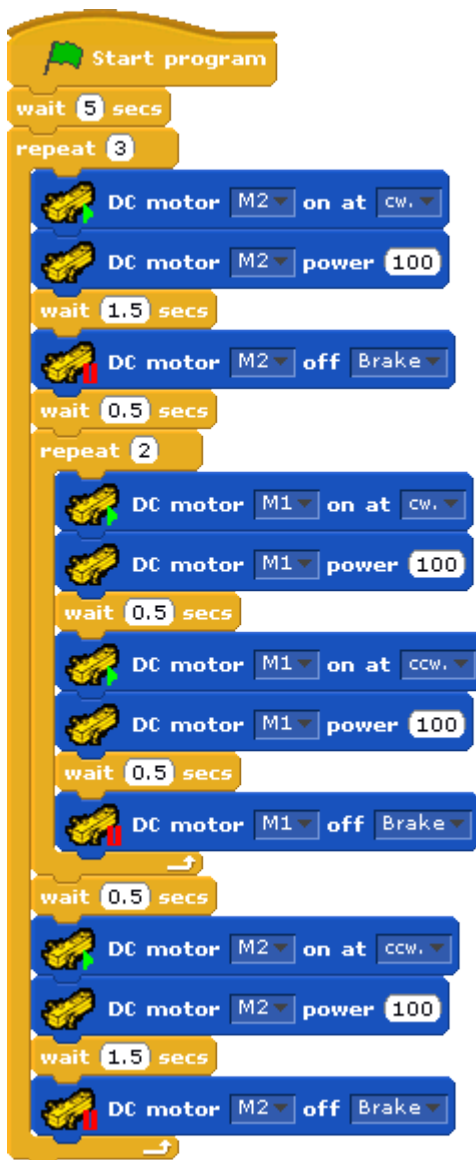 Start program
wait 5 secs
repeat 3
DC motor M2 on at cw.
DC motor M2 power 100
wait 1.5 secs
DC motor M2 off Brake
wait 0.5 secs
repeat 2
DC motor M1 on at cw.
DC motor M1 power 100
wait 0.5 secs
DC motor M1 on at ccw.
DC motor M1 power 100
wait 0.5 secs
DC motor M1 off Brake
wait 0.5 secs
DC motor M2 on at ccw.
DC motor M2 power 100
wait 1.5 secs
DC motor M2 off Brake